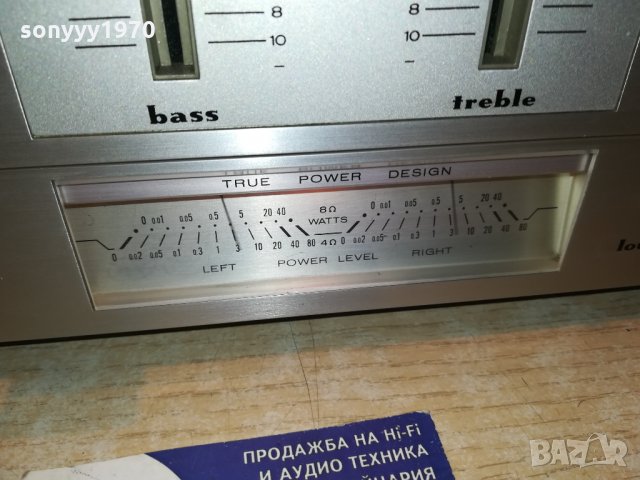 sonyyy1970
8 8
10 10
bass treble
TRUE POWER DESIGN
0 0.01 0.05 0.5 5 20 40 8Ω 0 0.01 0.05 0.5 5 20 40
WATTS
0 0.02 0.05 0.1 0.3 1 3 10 20 40 80 4Ω 0 0.02 0.05 0.1 0.3 1 3 10 20 40 80
LEFT POWER LEVEL RIGHT
ПРОДАЖБА НА Hi-Fi
И АУДИО ТЕХНИКА
BAZAR